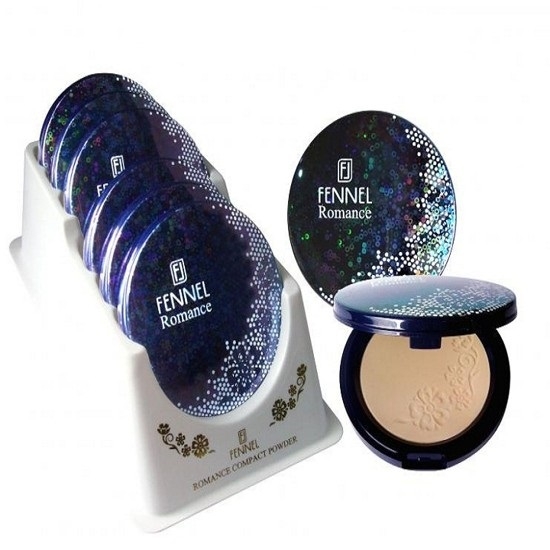 FJ
FENNEL
Romance
FJ
FENNEL
Romance
FJ
FENNEL
ROMANCE COMPACT POWDER